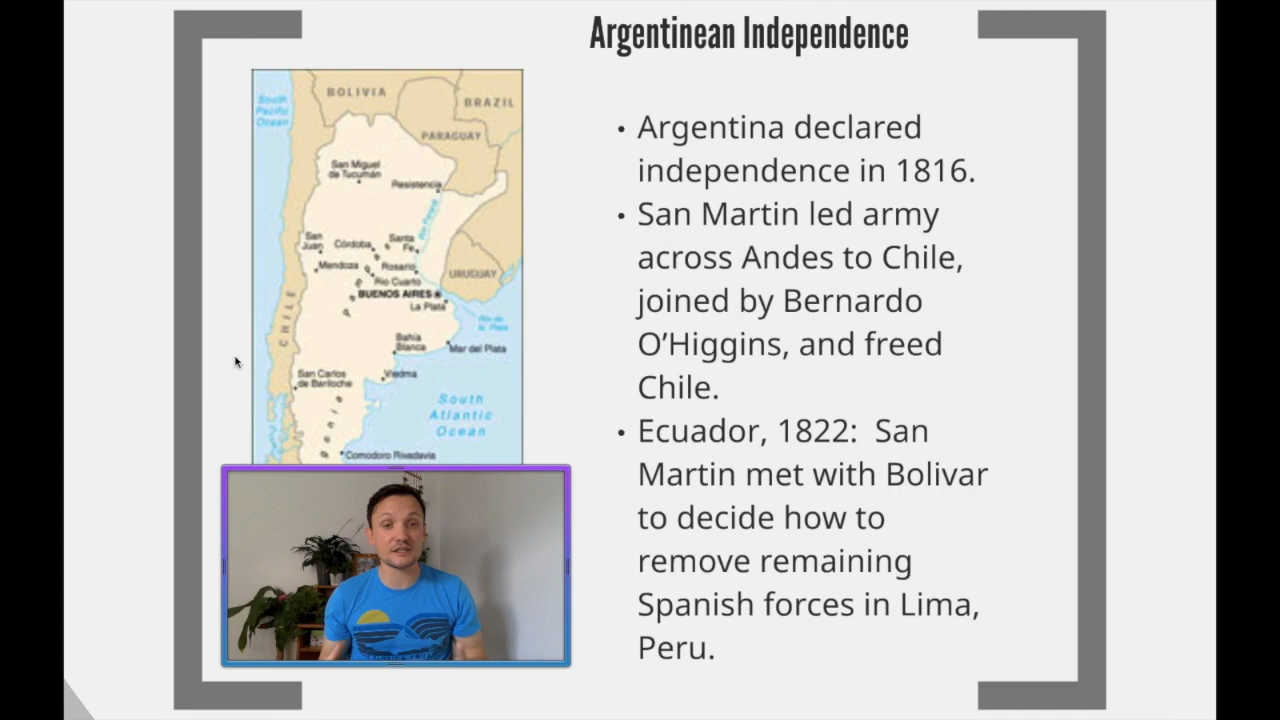 Argentinean Independence
• Argentina declared
independence in 1816.
• San Martin led army
across Andes to Chile,
joined by Bernardo
O’Higgins, and freed
Chile.
• Ecuador, 1822:  San
Martin met with Bolivar
to decide how to
remove remaining
Spanish forces in Lima,
Peru.
BOLIVIA
BRAZIL
South
Pacific
Ocean
PARAGUAY
San Miguel
de Tucumán
Resistencia
San
Juan
Córdoba
Santa
Fe
Mendoza
Rosario
Río Cuarto
URUGUAY
BUENOS AIRES
La Plata
Río de
la Plata
CHILE
Bahía
Blanca
Mar del Plata
San Carlos
de Bariloche
Viedma
South
Atlantic
Ocean
Comodoro Rivadavia